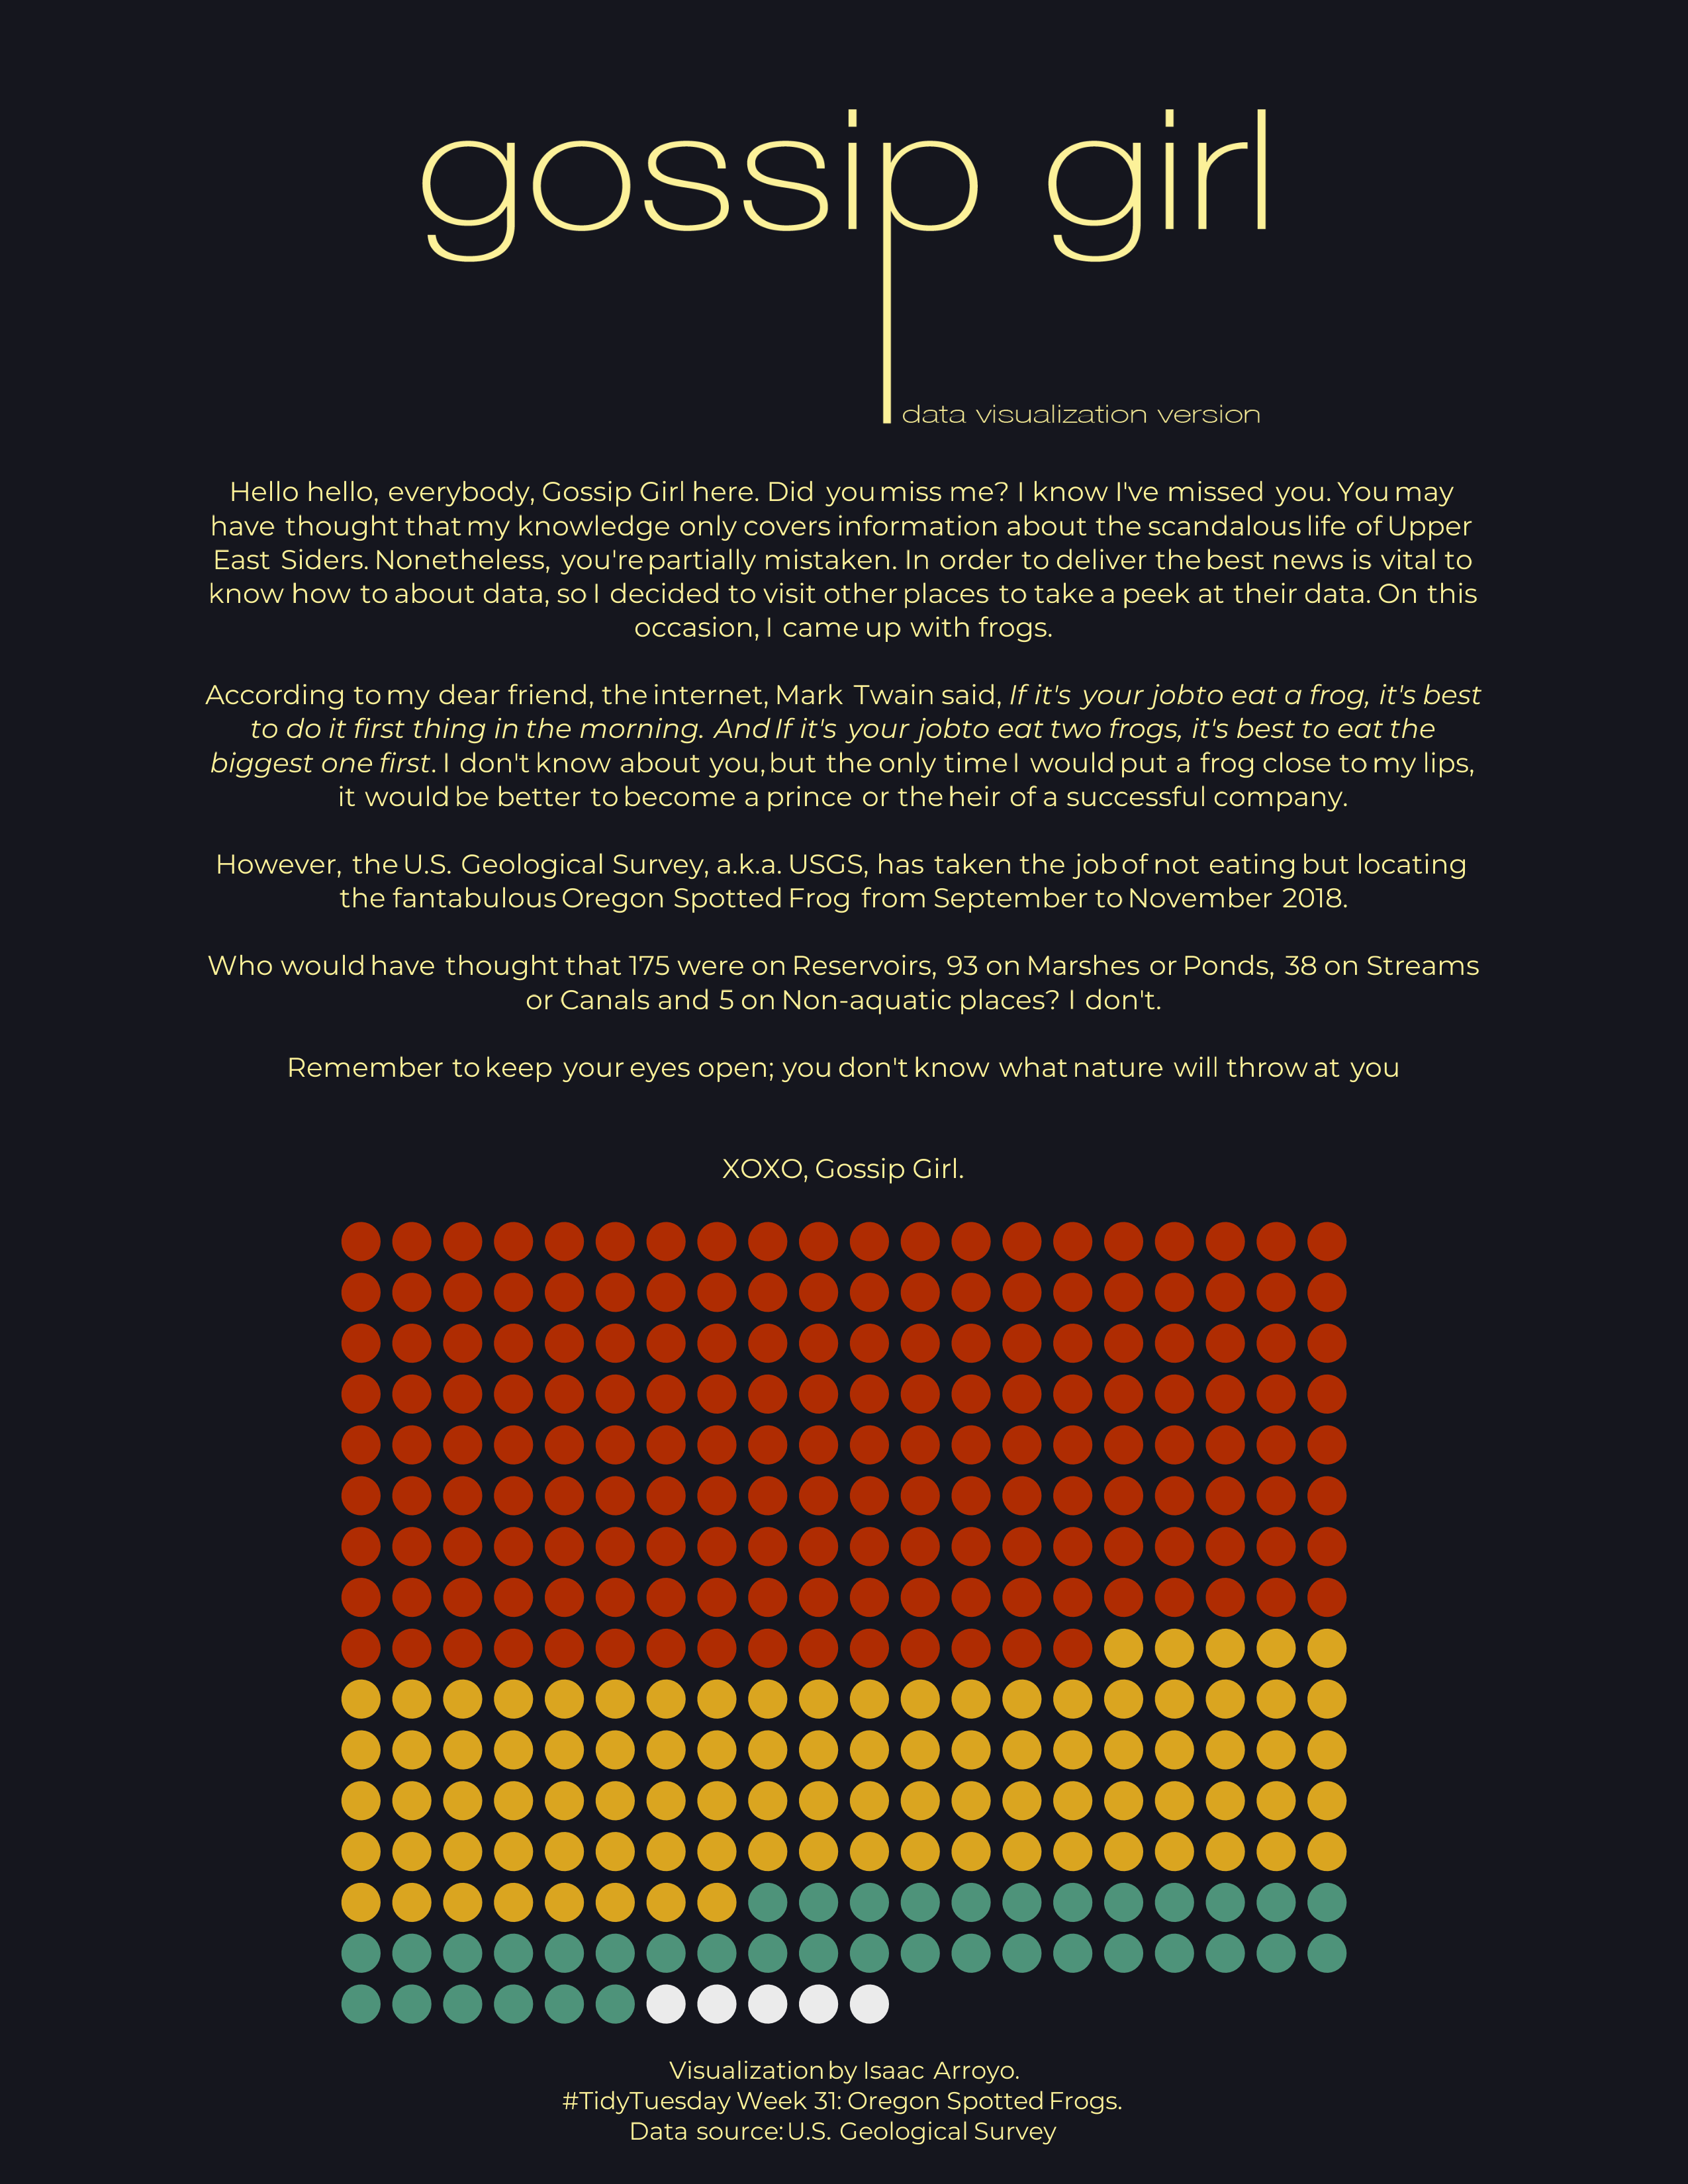 gossip girl
data visualization version
Hello hello, everybody, Gossip Girl here. Did you miss me? I know I've missed you. You may
have thought that my knowledge only covers information about the scandalous life of Upper
East Siders. Nonetheless, you're partially mistaken. In order to deliver the best news is vital to
know how to about data, so I decided to visit other places to take a peek at their data. On this
occasion, I came up with frogs.
According to my dear friend, the internet, Mark Twain said, If it's your job to eat a frog, it's best
to do it first thing in the morning. And If it's your job to eat two frogs, it's best to eat the
biggest one first. I don't know about you, but the only time I would put a frog close to my lips,
it would be better to become a prince or the heir of a successful company.
However, the U.S. Geological Survey, a.k.a. USGS, has taken the job of not eating but locating
the fantabulous Oregon Spotted Frog from September to November 2018.
Who would have thought that 175 were on Reservoirs, 93 on Marshes or Ponds, 38 on Streams
or Canals and 5 on Non-aquatic places? I don't.
Remember to keep your eyes open; you don't know what nature will throw at you
XOXO, Gossip Girl.
Visualization by Isaac Arroyo.
#TidyTuesday Week 31: Oregon Spotted Frogs.
Data source: U.S. Geological Survey